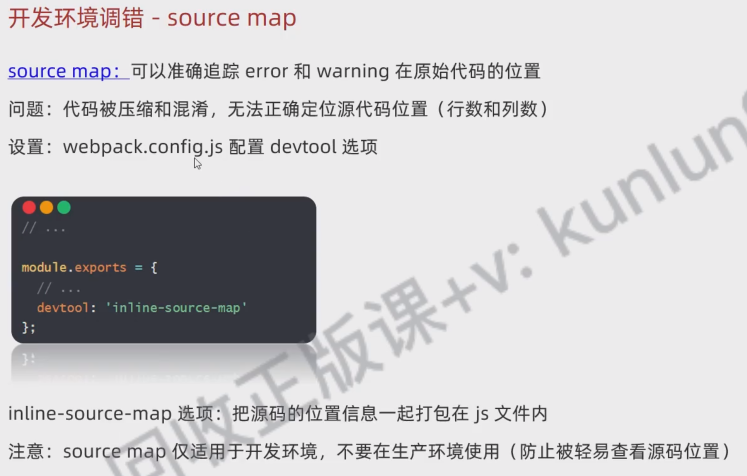 开发环境调错 - source map
source map：可以准确追踪 error 和 warning 在原始代码的位置
问题：代码被压缩和混淆，无法正确定位源代码位置（行数和列数）
设置：webpack.config.js 配置 devtool 选项
// ...
module.exports = {
  // ...
  devtool: 'inline-source-map'
};
inline-source-map 选项：把源码的位置信息一起打包在 js 文件内
注意：source map 仅适用于开发环境，不要在生产环境使用（防止被轻易查看源码位置）
回收正版课+v: kunlun